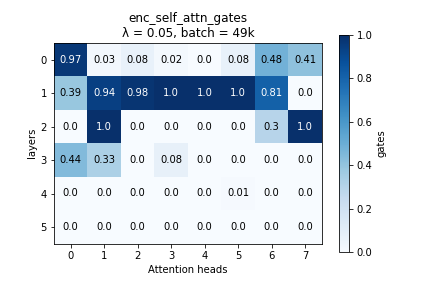 enc_self_attn_gates
λ = 0.05, batch = 49k
0 0.97 0.03 0.08 0.02 0.0 0.08 0.48 0.41
1 0.39 0.94 0.98 1.0 1.0 1.0 0.81 0.0
2 0.0 1.0 0.0 0.0 0.0 0.0 0.3 1.0
3 0.44 0.33 0.0 0.08 0.0 0.0 0.0 0.0
4 0.0 0.0 0.0 0.0 0.0 0.01 0.0 0.0
5 0.0 0.0 0.0 0.0 0.0 0.0 0.0 0.0
0 1 2 3 4 5 6 7
Attention heads
layers
1.0
0.8
0.6
0.4
0.2
0.0
gates